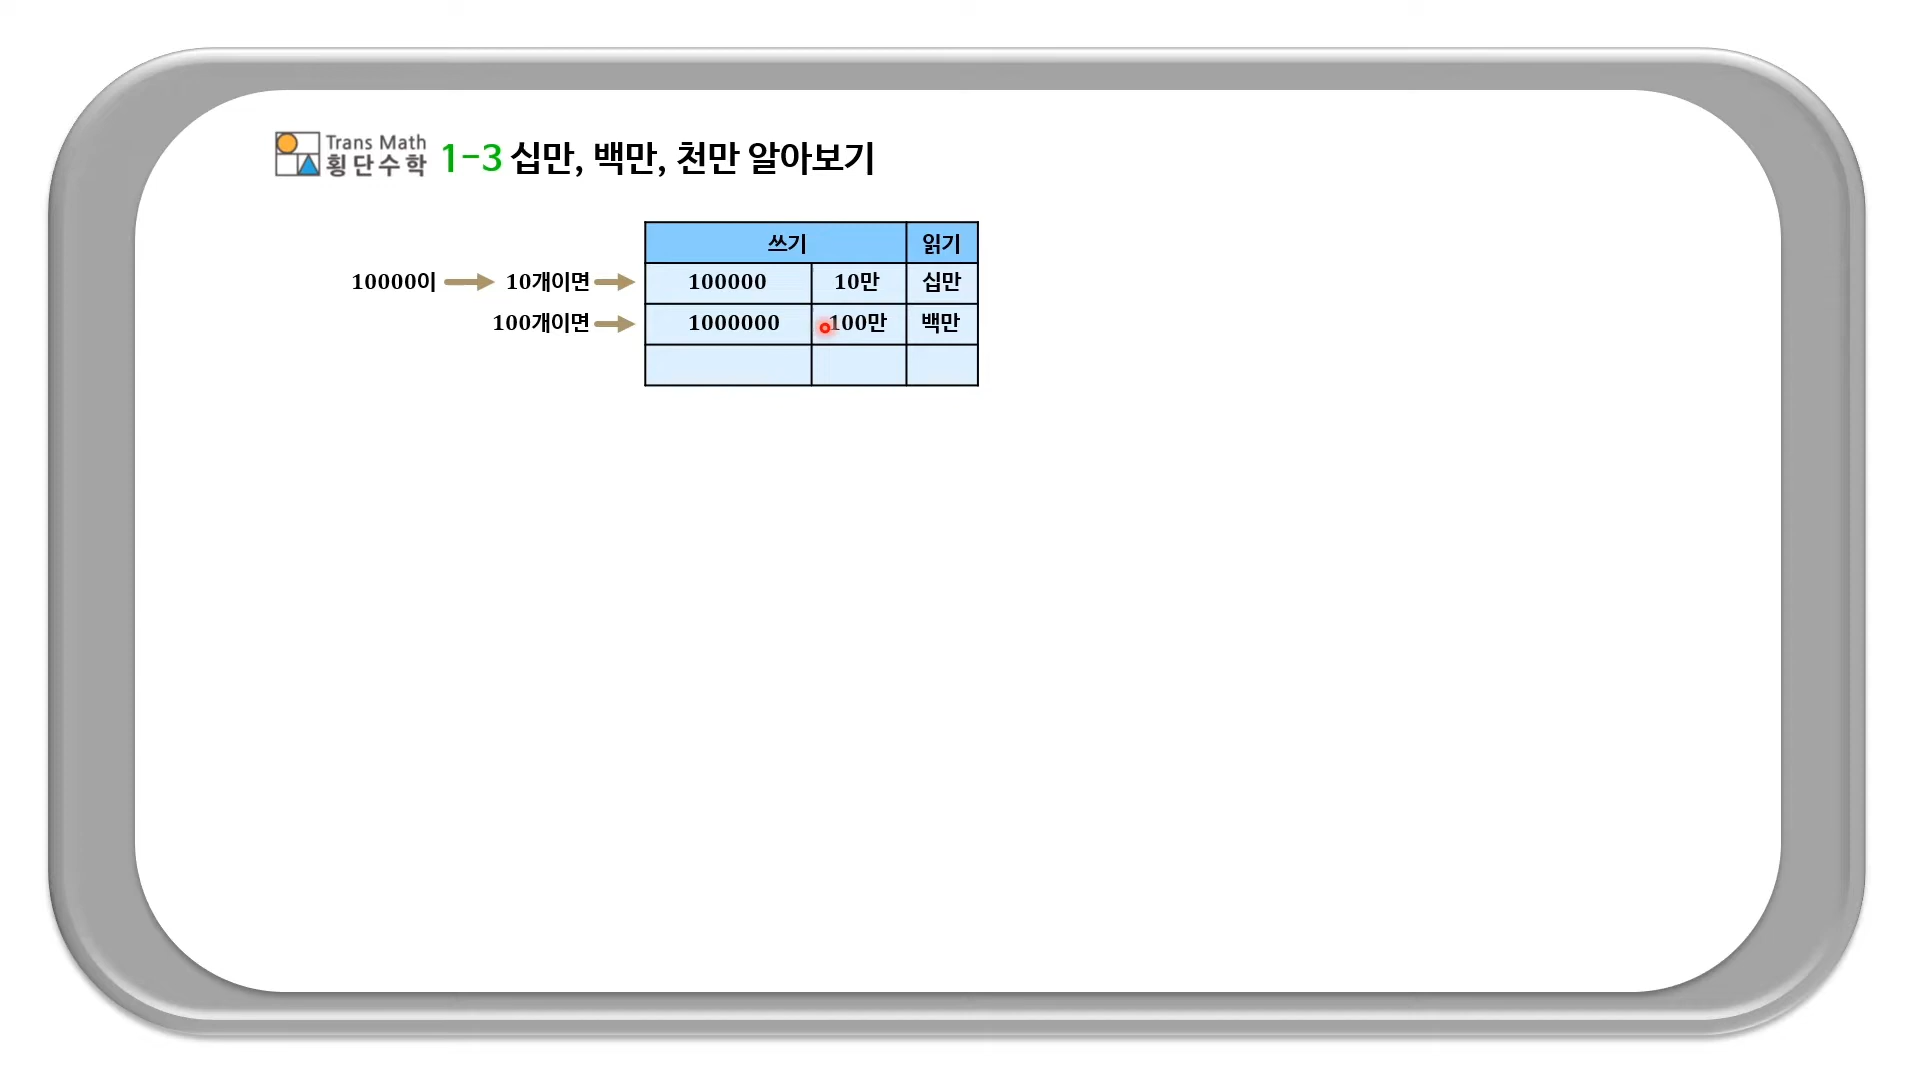 Trans Math
횡단수학
1-3 십만, 백만, 천만 알아보기
쓰기 읽기
10000이 10개이면 100000 10만 십만
100개이면 1000000 100만 백만